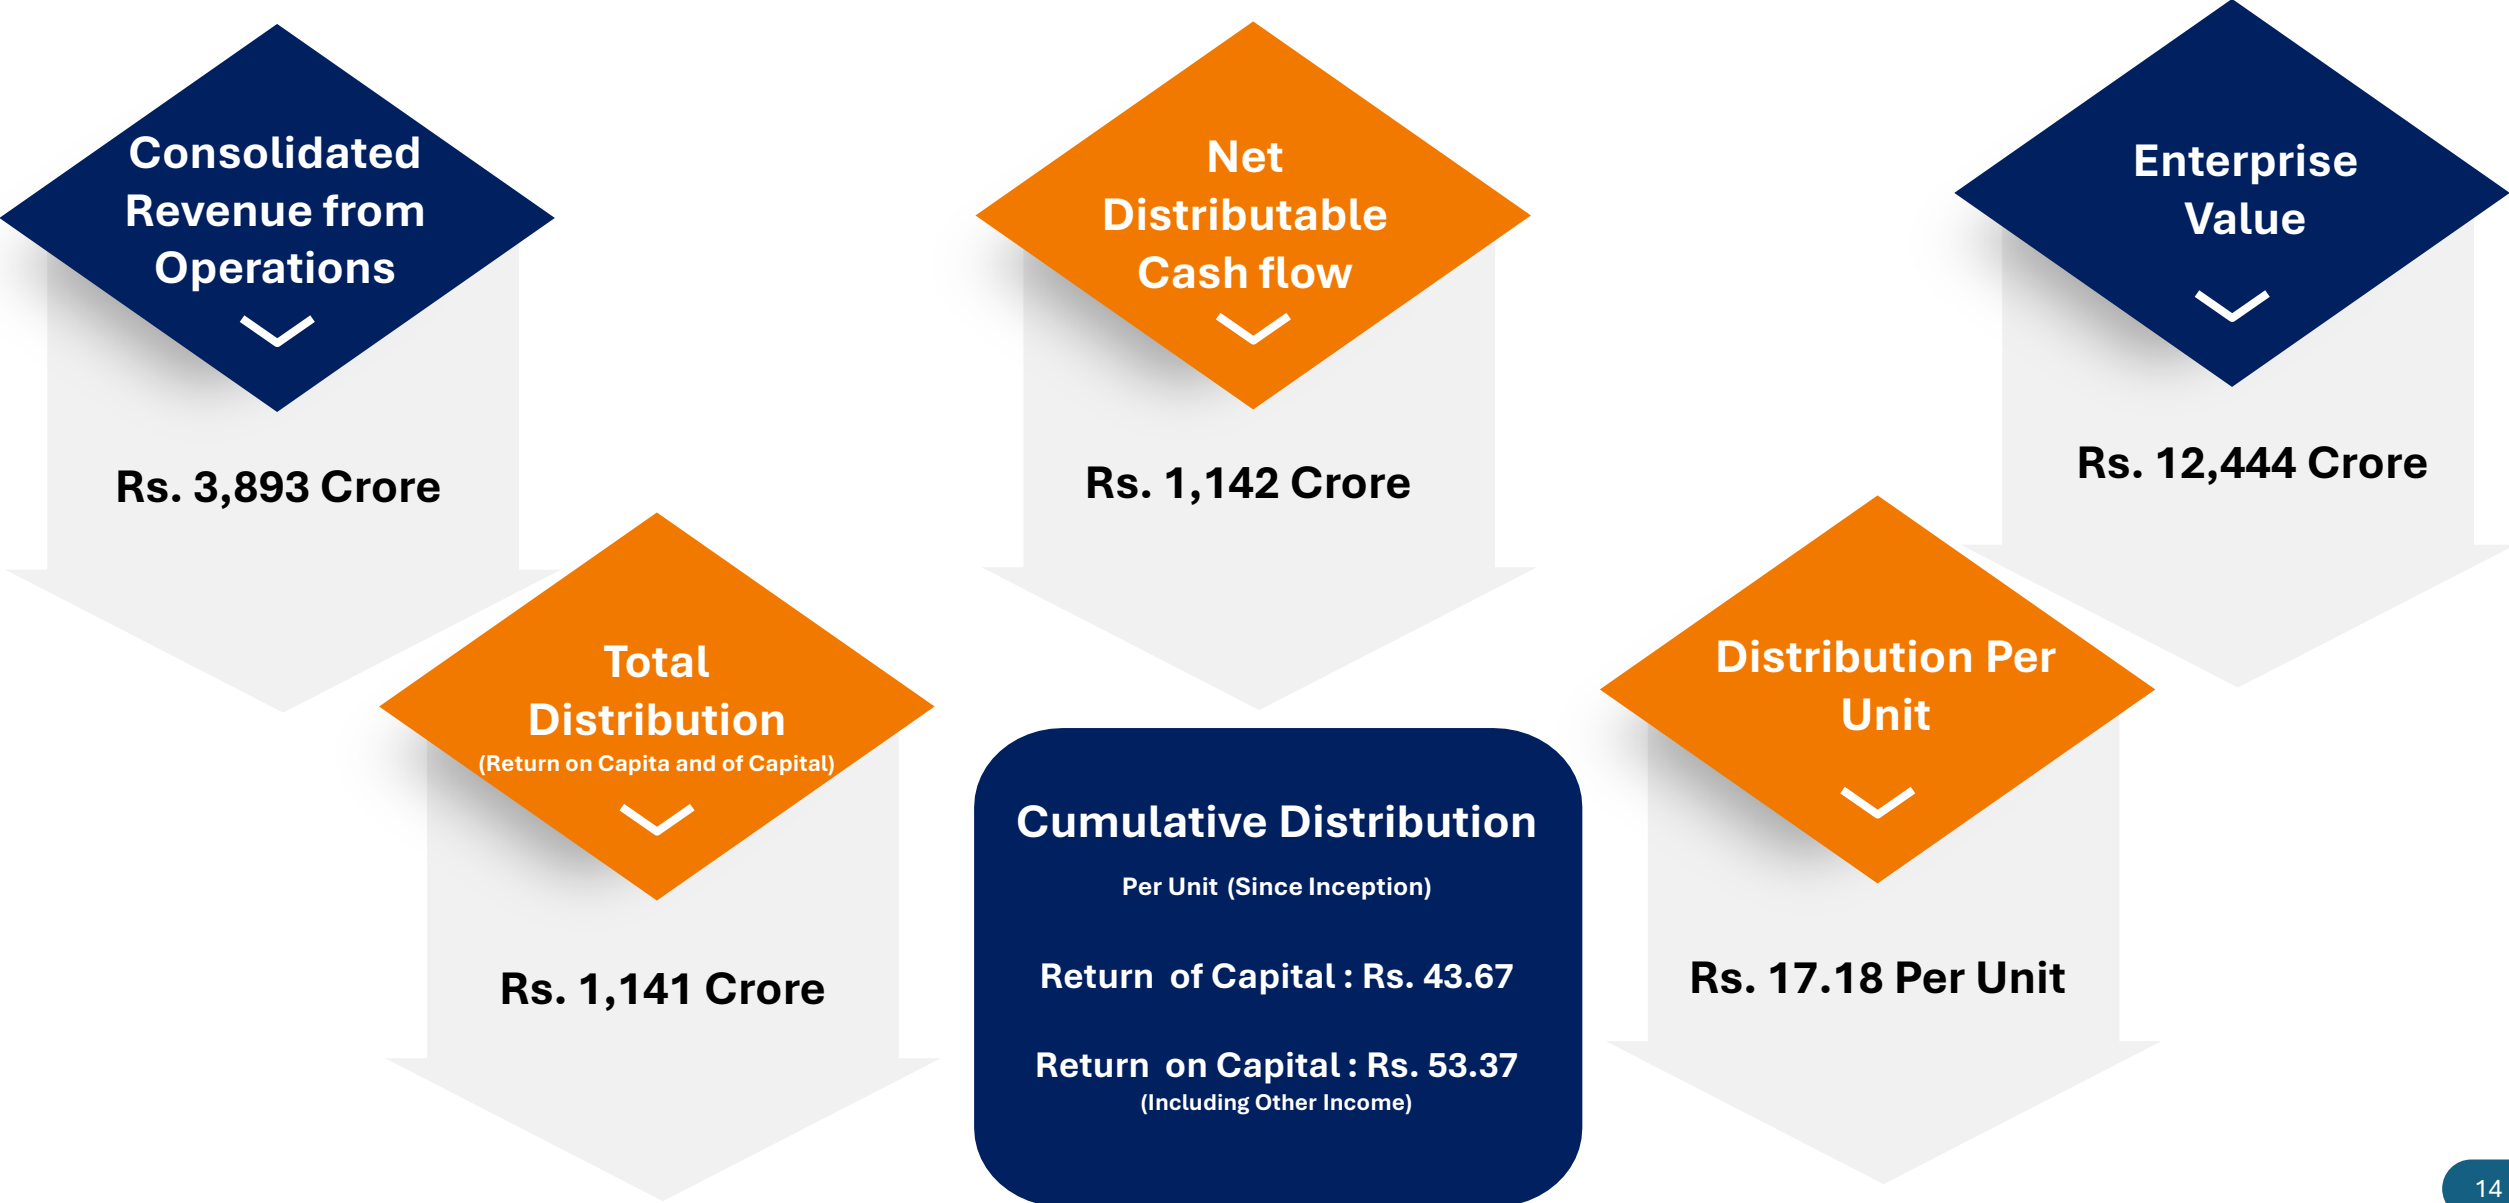 Consolidated
Revenue from
Operations
Rs. 3,893 Crore
Net
Distributable
Cash flow
Rs. 1,142 Crore
Enterprise
Value
Rs. 12,444 Crore
Total
Distribution
(Return on Capita and of Capital)
Rs. 1,141 Crore
Cumulative Distribution
Per Unit (Since Inception)
Return of Capital : Rs. 43.67
Return on Capital : Rs. 53.37
(Including Other Income)
Distribution Per
Unit
Rs. 17.18 Per Unit
14